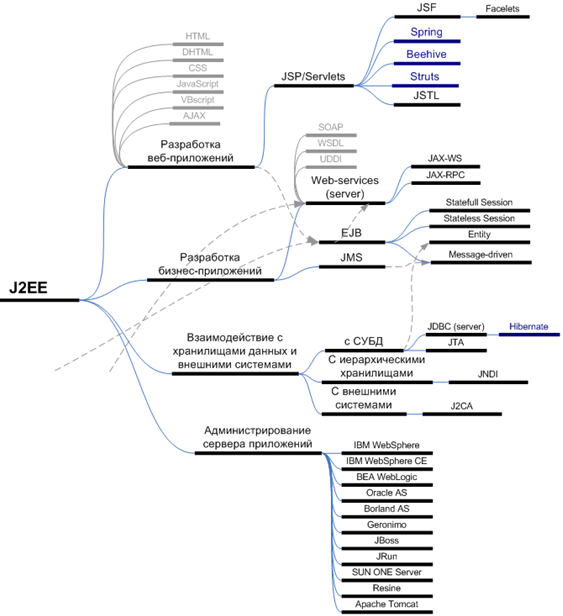 J2EE
Разработка
веб-приложений
HTML
DHTML
CSS
JavaScript
VBscript
AJAX
JSP/Servlets
JSF
Facelets
Spring
Beehive
Struts
JSTL
Разработка
бизнес-приложений
SOAP
WSDL
UDDI
Web-services
(server)
JAX-WS
JAX-RPC
EJB
Statefull Session
Stateless Session
Entity
Message-driven
JMS
Взаимодействие с
хранилищами данных и
внешними системами
с СУБД
JDBC (server)
Hibernate
JTA
С иерархическими
хранилищами
JNDI
С внешними
системами
J2CA
Администрирование
сервера приложений
IBM WebSphere
IBM WebSphere CE
BEA WebLogic
Oracle AS
Borland AS
Geronimo
JBoss
JRun
SUN ONE Server
Resine
Apache Tomcat